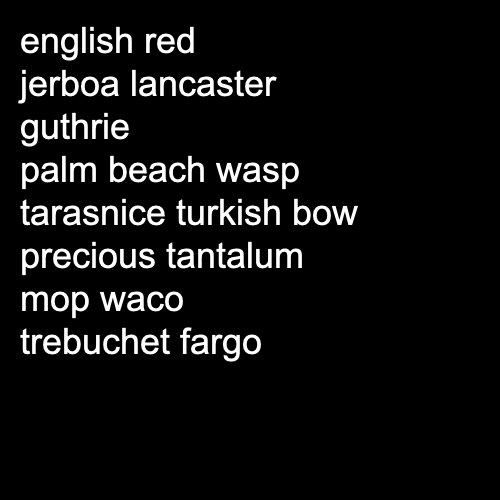 english red
jerboa lancaster
guthrie
palm beach wasp
tarasnice turkish bow
precious tantalum
mop waco
trebuchet fargo